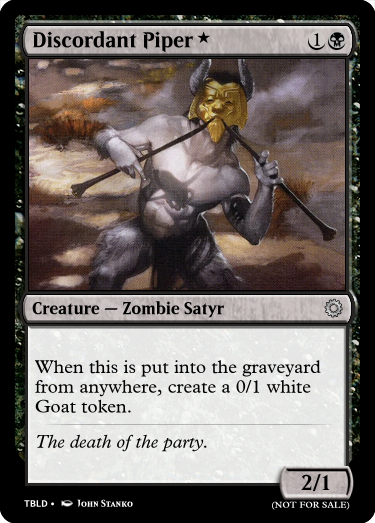 Discordant Piper ★ 1
Creature — Zombie Satyr
When this is put into the graveyard
from anywhere, create a 0/1 white
Goat token.
The death of the party.
2/1
TBLD • John Stanko
(NOT FOR SALE)